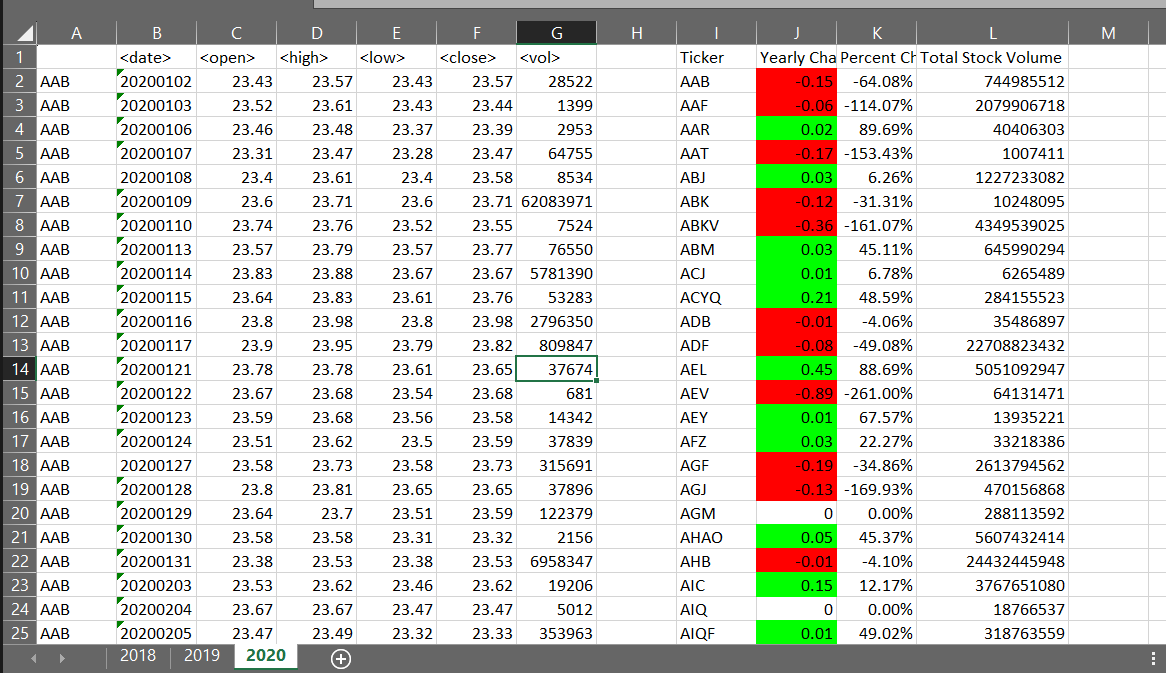 A B C D E F G H I J K L M
1 <date> <open> <high> <low> <close> <vol> Ticker Yearly Cha Percent Ch Total Stock Volume
2 AAB 20200102 23.43 23.57 23.43 23.57 28522 AAB -0.15 -64.08% 744985512
3 AAB 20200103 23.52 23.61 23.43 23.44 1399 AAF -0.06 -114.07% 2079906718
4 AAB 20200106 23.46 23.48 23.37 23.39 2953 AAR 0.02 89.69% 40406303
5 AAB 20200107 23.31 23.47 23.28 23.47 64755 AAT -0.17 -153.43% 1007411
6 AAB 20200108 23.4 23.61 23.4 23.58 8534 ABJ 0.03 6.26% 1227233082
7 AAB 20200109 23.6 23.71 23.6 23.71 62083971 ABK -0.12 -31.31% 10248095
8 AAB 20200110 23.74 23.76 23.52 23.55 7524 ABKV -0.36 -161.07% 4349539025
9 AAB 20200113 23.57 23.79 23.57 23.77 76550 ABM 0.03 45.11% 645990294
10 AAB 20200114 23.83 23.88 23.67 23.67 5781390 ACJ 0.01 6.78% 6265489
11 AAB 20200115 23.64 23.83 23.61 23.76 53283 ACYQ 0.21 48.59% 284155523
12 AAB 20200116 23.8 23.98 23.8 23.98 2796350 ADB -0.01 -4.06% 35486897
13 AAB 20200117 23.9 23.95 23.79 23.82 809847 ADF -0.08 -49.08% 22708823432
14 AAB 20200121 23.78 23.78 23.61 23.65 37674 AEL 0.45 88.69% 5051092947
15 AAB 20200122 23.67 23.68 23.54 23.68 681 AEV -0.89 -261.00% 64131471
16 AAB 20200123 23.59 23.68 23.56 23.58 14342 AEY 0.01 67.57% 13935221
17 AAB 20200124 23.51 23.62 23.5 23.59 37839 AFZ 0.03 22.27% 33218386
18 AAB 20200127 23.58 23.73 23.58 23.73 315691 AGF -0.19 -34.86% 2613794562
19 AAB 20200128 23.8 23.81 23.65 23.65 37896 AGJ -0.13 -169.93% 470156868
20 AAB 20200129 23.64 23.7 23.51 23.59 122379 AGM 0 0.00% 288113592
21 AAB 20200130 23.58 23.58 23.31 23.32 2156 AHAO 0.05 45.37% 5607432414
22 AAB 20200131 23.38 23.53 23.38 23.53 6958347 AHB -0.01 -4.10% 24432445948
23 AAB 20200203 23.53 23.62 23.46 23.62 19206 AIC 0.15 12.17% 3767651080
24 AAB 20200204 23.67 23.67 23.47 23.47 5012 AIQ 0 0.00% 18766537
25 AAB 20200205 23.47 23.49 23.32 23.33 353963 AIQF 0.01 49.02% 318763559
2018 2019 2020